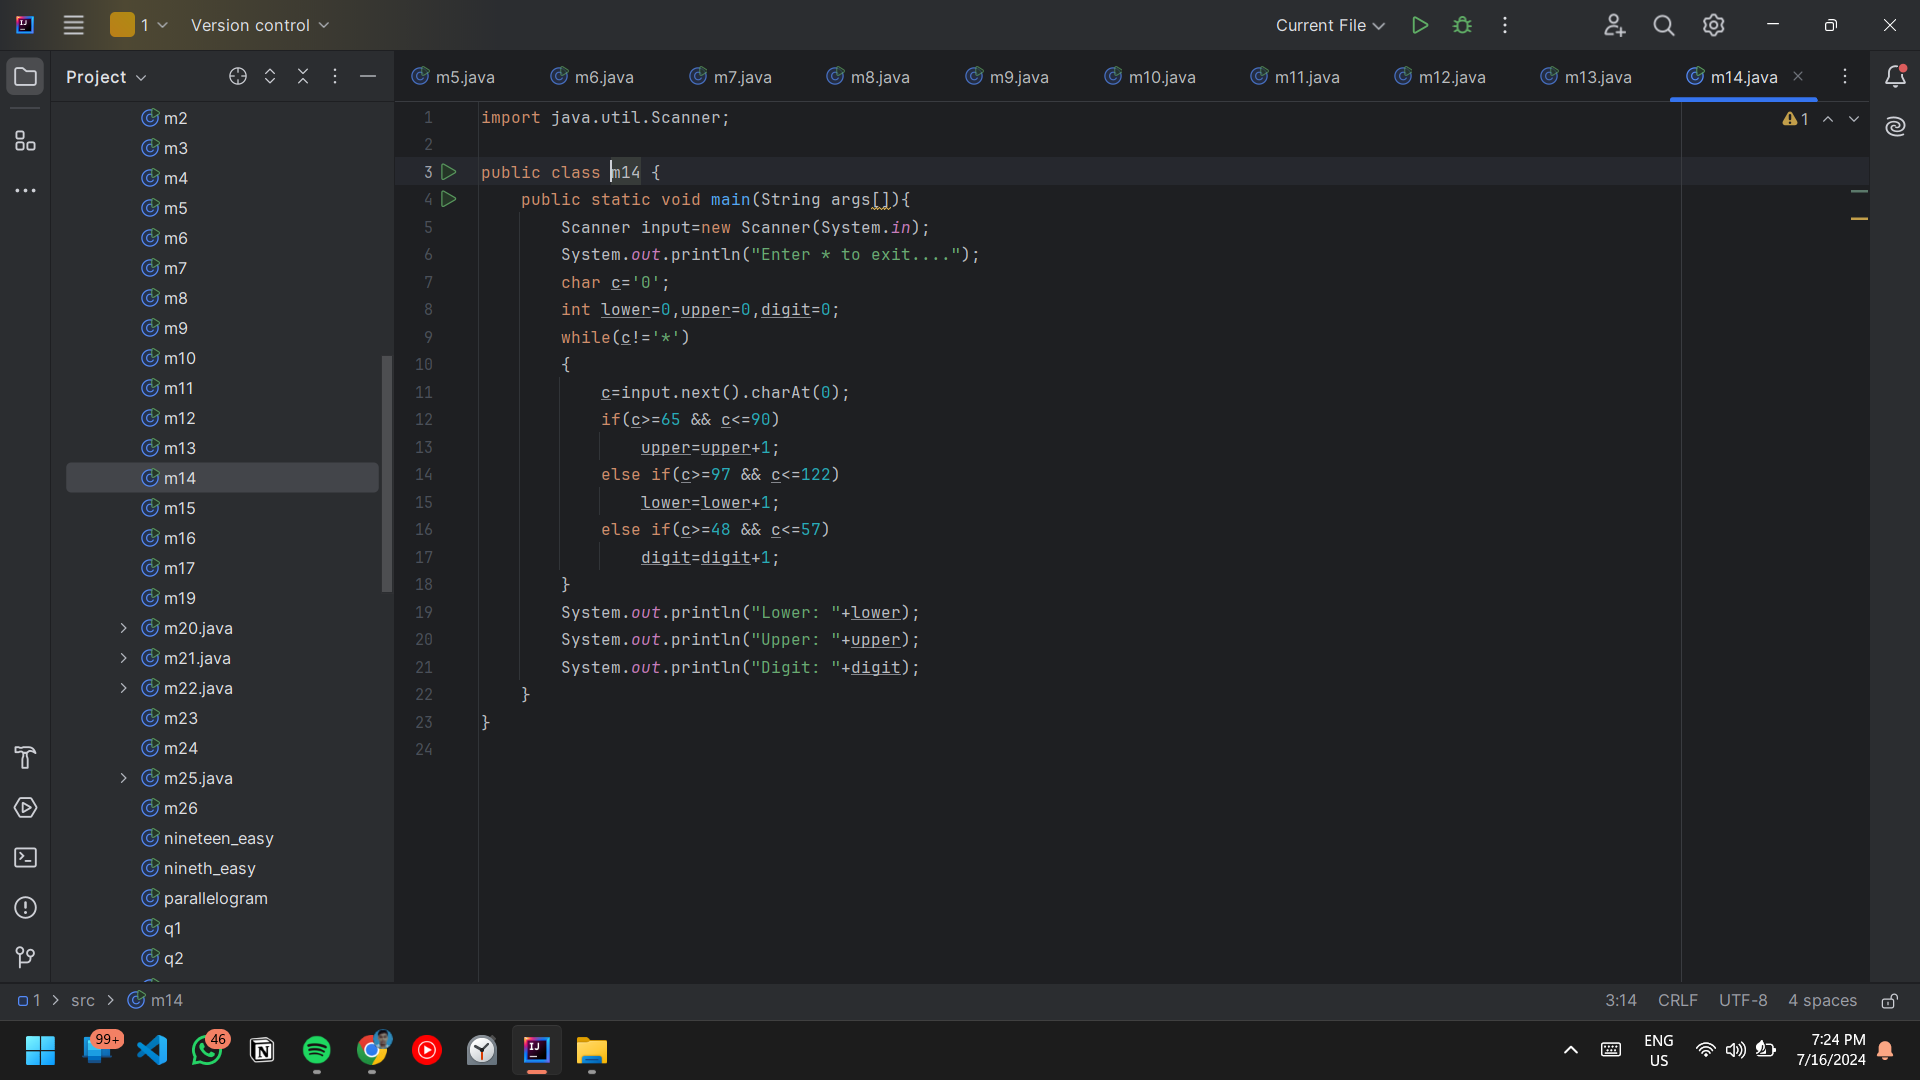 1 Version control Current File
Project m5.java m6.java m7.java m8.java m9.java m10.java m11.java m12.java m13.java m14.java
m2
m3
m4
m5
m6
m7
m8
m9
m10
m11
m12
m13
m14
m15
m16
m17
m19
m20.java
m21.java
m22.java
m23
m24
m25.java
m26
nineteen_easy
nineth_easy
parallelogram
q1
q2
1 import java.util.Scanner;
2
3 public class m14 {
4     public static void main(String args[]){
5         Scanner input=new Scanner(System.in);
6         System.out.println("Enter * to exit....");
7         char c='0';
8         int lower=0,upper=0,digit=0;
9         while(c!='*')
10         {
11             c=input.next().charAt(0);
12             if(c>=65 && c<=90)
13                 upper=upper+1;
14             else if(c>=97 && c<=122)
15                 lower=lower+1;
16             else if(c>=48 && c<=57)
17                 digit=digit+1;
18         }
19         System.out.println("Lower: "+lower);
20         System.out.println("Upper: "+upper);
21         System.out.println("Digit: "+digit);
22     }
23 }
24
1
1 > src > m14 3:14 CRLF UTF-8 4 spaces
99+ 46 ENG US 7:24 PM
7/16/2024